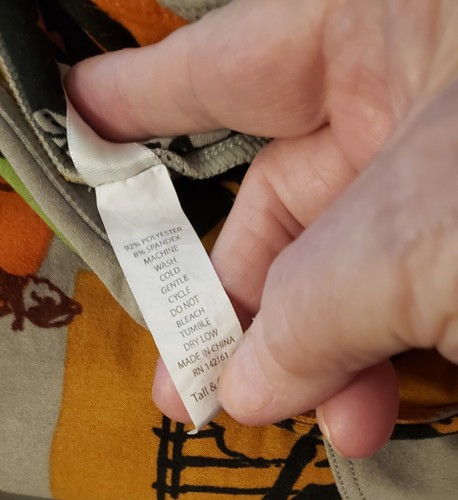 92% POLYESTER
8% SPANDEX
MACHINE
WASH
COLD
GENTLE
CYCLE
DO NOT
BLEACH
TUMBLE
DRY LOW
MADE IN CHINA
RN 142161
Tall &